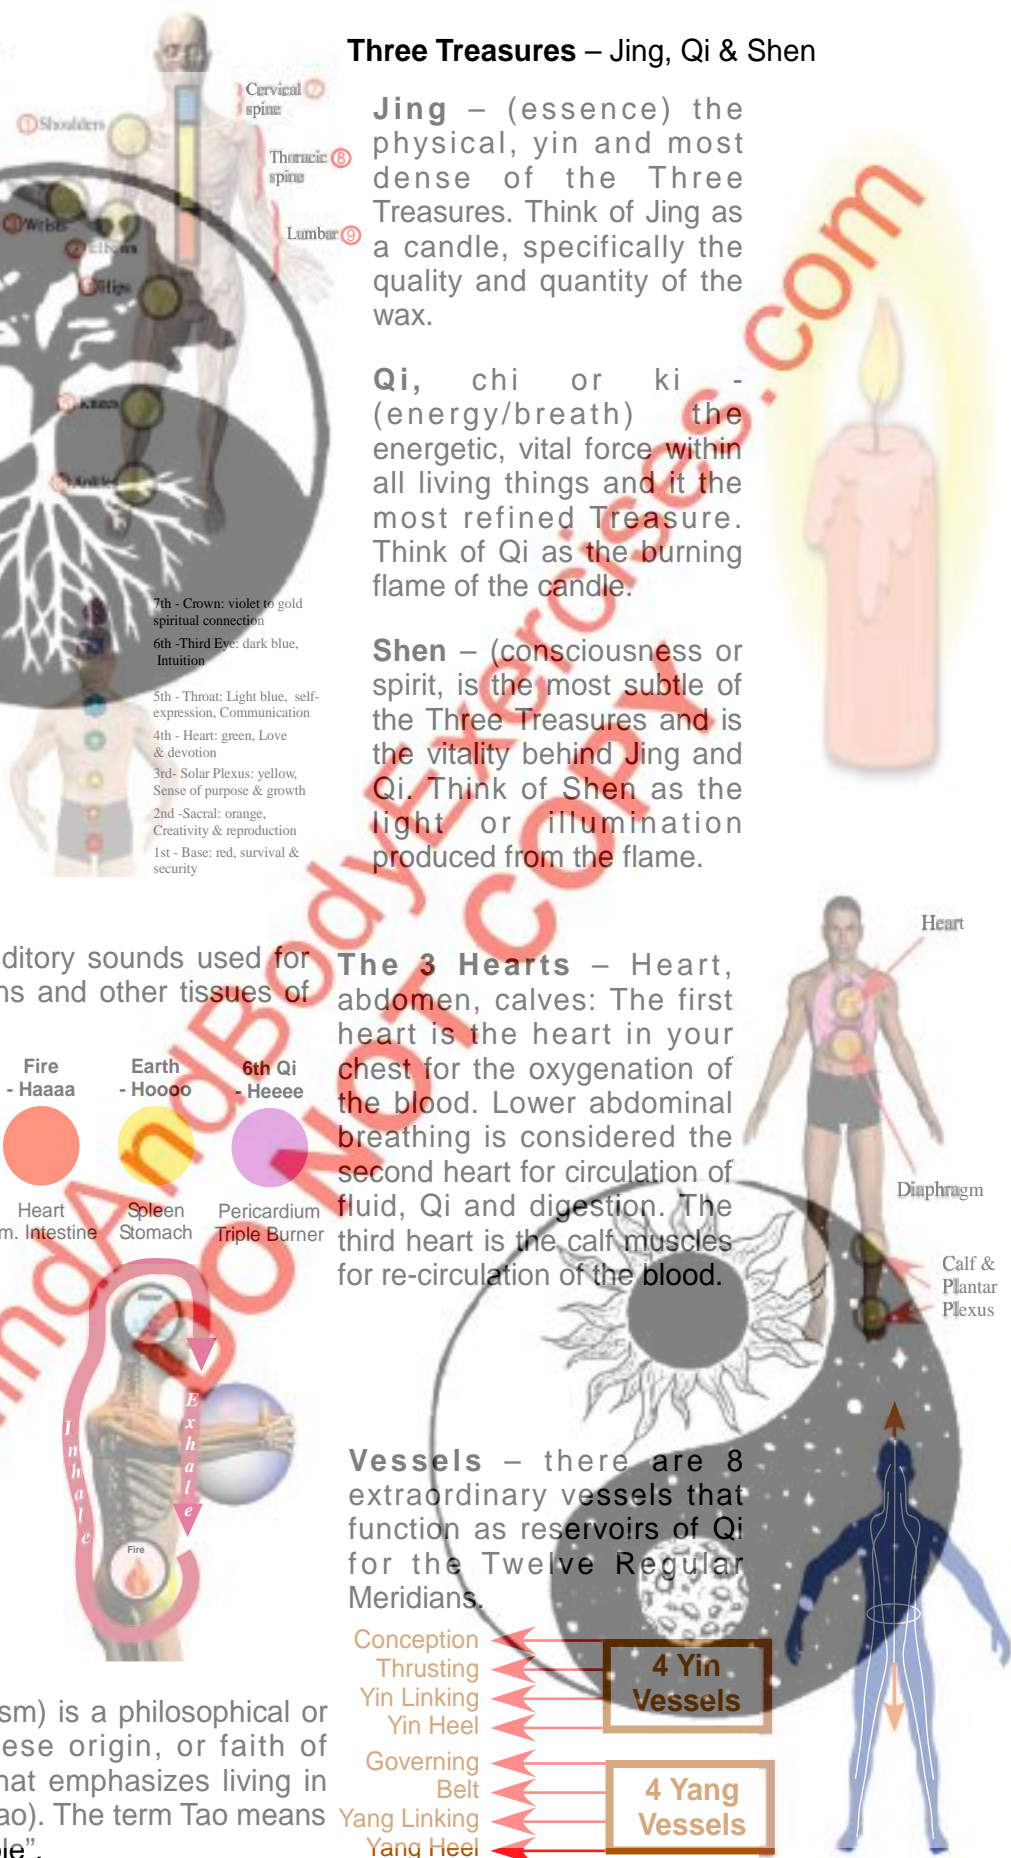 Three Treasures – Jing, Qi & Shen
Cervical 7
spine
1 Shoulders
Thoracic 8
spine
Lumbar 9
Wrists
Elbows
Hips
Knees
Ankles
Jing – (essence) the
physical, yin and most
dense of the Three
Treasures. Think of Jing as
a candle, specifically the
quality and quantity of the
wax.
Qi, chi or ki -
(energy/breath) the
energetic, vital force within
all living things and it the
most refined Treasure.
Think of Qi as the burning
flame of the candle.
Shen – (consciousness or
spirit, is the most subtle of
the Three Treasures and is
the vitality behind Jing and
Qi. Think of Shen as the
light or illumination
produced from the flame.
7th - Crown: violet to gold
spiritual connection
6th -Third Eye: dark blue,
Intuition
5th - Throat: Light blue, self-
expression, Communication
4th - Heart: green, Love
& devotion
3rd- Solar Plexus: yellow,
Sense of purpose & growth
2nd -Sacral: orange,
Creativity & reproduction
1st - Base: red, survival &
security
ditory sounds used for
ns and other tissues of
Fire
- Haaaa
Earth
- Hoooo
6th Qi
- Heeee
Heart
m. Intestine
Spleen
Stomach
Pericardium
Triple Burner
Inhale
Exhale
Fire
The 3 Hearts – Heart,
abdomen, calves: The first
heart is the heart in your
chest for the oxygenation of
the blood. Lower abdominal
breathing is considered the
second heart for circulation of
fluid, Qi and digestion. The
third heart is the calf muscles
for re-circulation of the blood.
Heart
Diaphragm
Calf &
Plantar
Plexus
Vessels – there are 8
extraordinary vessels that
function as reservoirs of Qi
for the Twelve Regular
Meridians.
Conception
Thrusting
Yin Linking
Yin Heel
4 Yin
Vessels
Governing
Belt
Yang Linking
Yang Heel
4 Yang
Vessels
sm) is a philosophical or
ese origin, or faith of
hat emphasizes living in
ao). The term Tao means
ole”.
indAndBodyExercises.com
DO NOT COPY